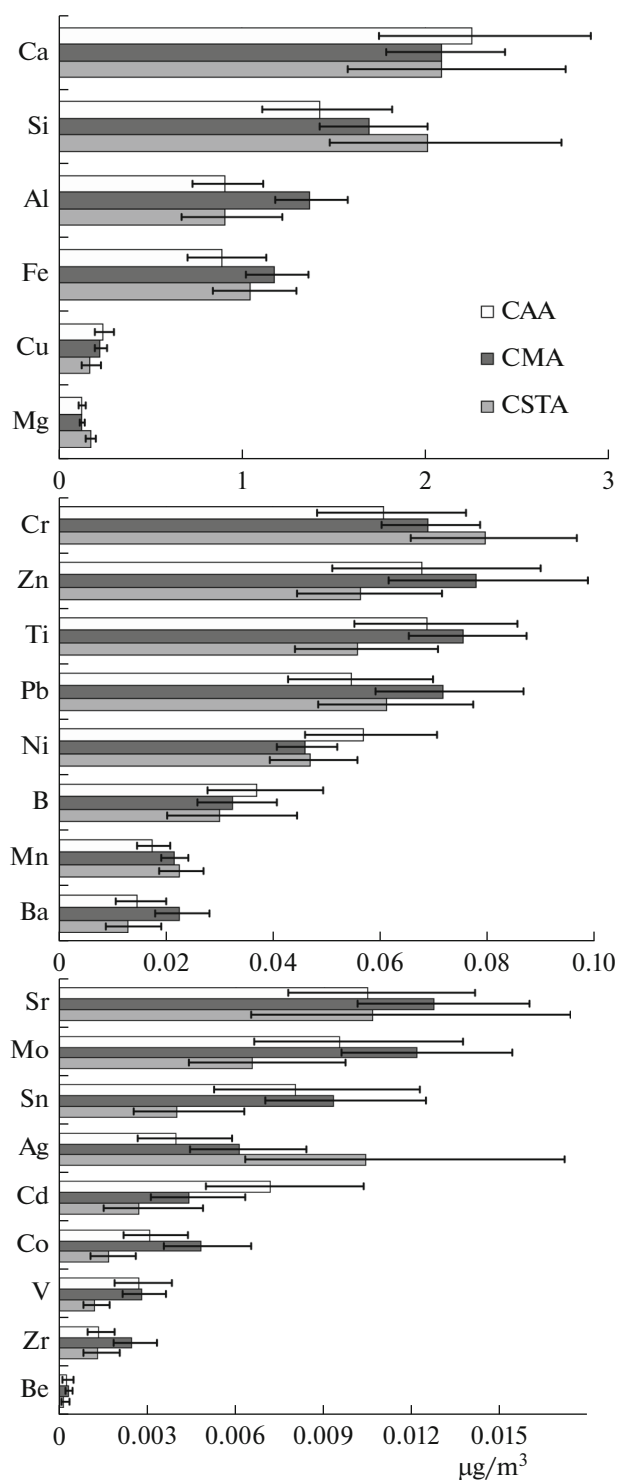 Ca
Si
Al
Fe
CAA
Cu
CMA
CSTA
Mg
0 1 2 3
Cr
Zn
Ti
Pb
Ni
B
Mn
Ba
0 0.02 0.04 0.06 0.08 0.10
Sr
Mo
Sn
Ag
Cd
Co
V
Zr
Be
0 0.003 0.006 0.009 0.012 0.015
μg/m³